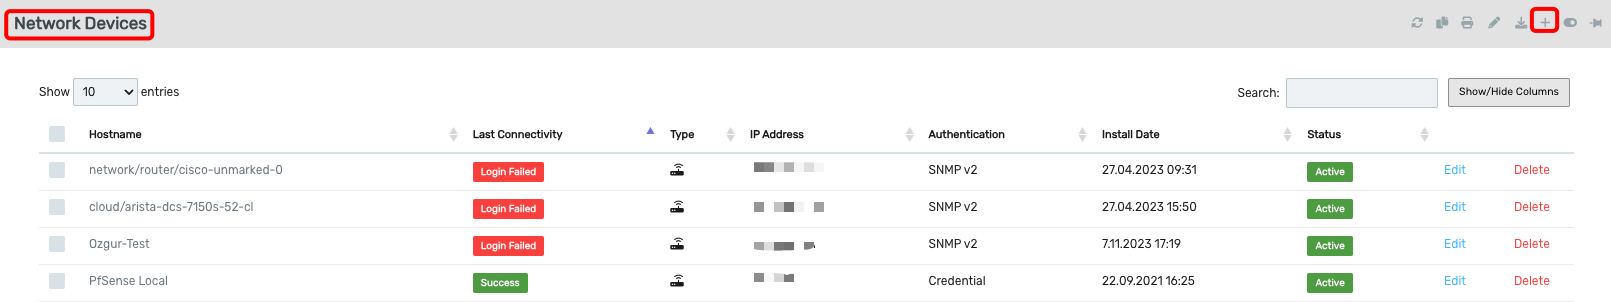 Network Devices
Show 10 entries
Search:
Show/Hide Columns
Hostname Last Connectivity Type IP Address Authentication Install Date Status
network/router/cisco-unmarked-0 Login Failed SNMP v2 27.04.2023 09:31 Active Edit Delete
cloud/arista-dcs-7150s-52-cl Login Failed SNMP v2 27.04.2023 15:50 Active Edit Delete
Ozgur-Test Login Failed SNMP v2 7.11.2023 17:19 Active Edit Delete
PfSense Local Success Credential 22.09.2021 16:25 Active Edit Delete